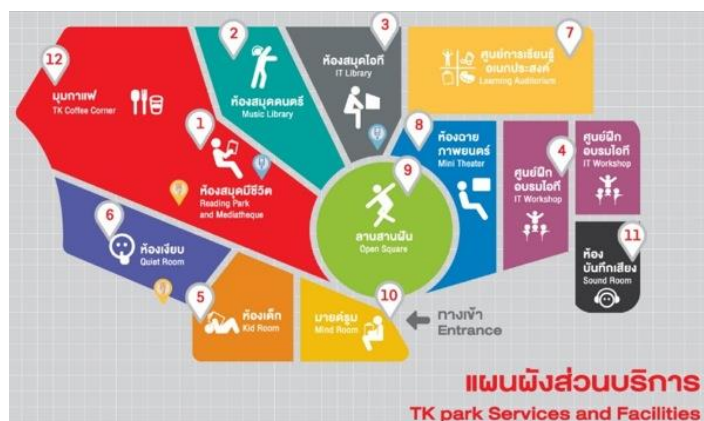 12
มุมกาแฟ
TK Coffee Corner
2
ห้องสมุดดนตรี
Music Library
3
ห้องสมุดไอที
IT Library
7
ศูนย์การเรียนรู้
อเนกประสงค์
Learning Auditorium
1
ห้องสมุดมีชีวิต
Reading Park
and Mediatheque
8
ห้องฉาย
ภาพยนตร์
Mini Theater
4
ศูนย์ฝึก
อบรมไอที
IT Workshop
ศูนย์ฝึก
อบรมไอที
IT Workshop
9
ลานสานฝัน
Open Square
6
ห้องเงียบ
Quiet Room
11
ห้อง
บันทึกเสียง
Sound Room
5
ห้องเด็ก
Kid Room
10
มายด์รูม
Mind Room
ทางเข้า
Entrance
แผนผังส่วนบริการ
TK park Services and Facilities